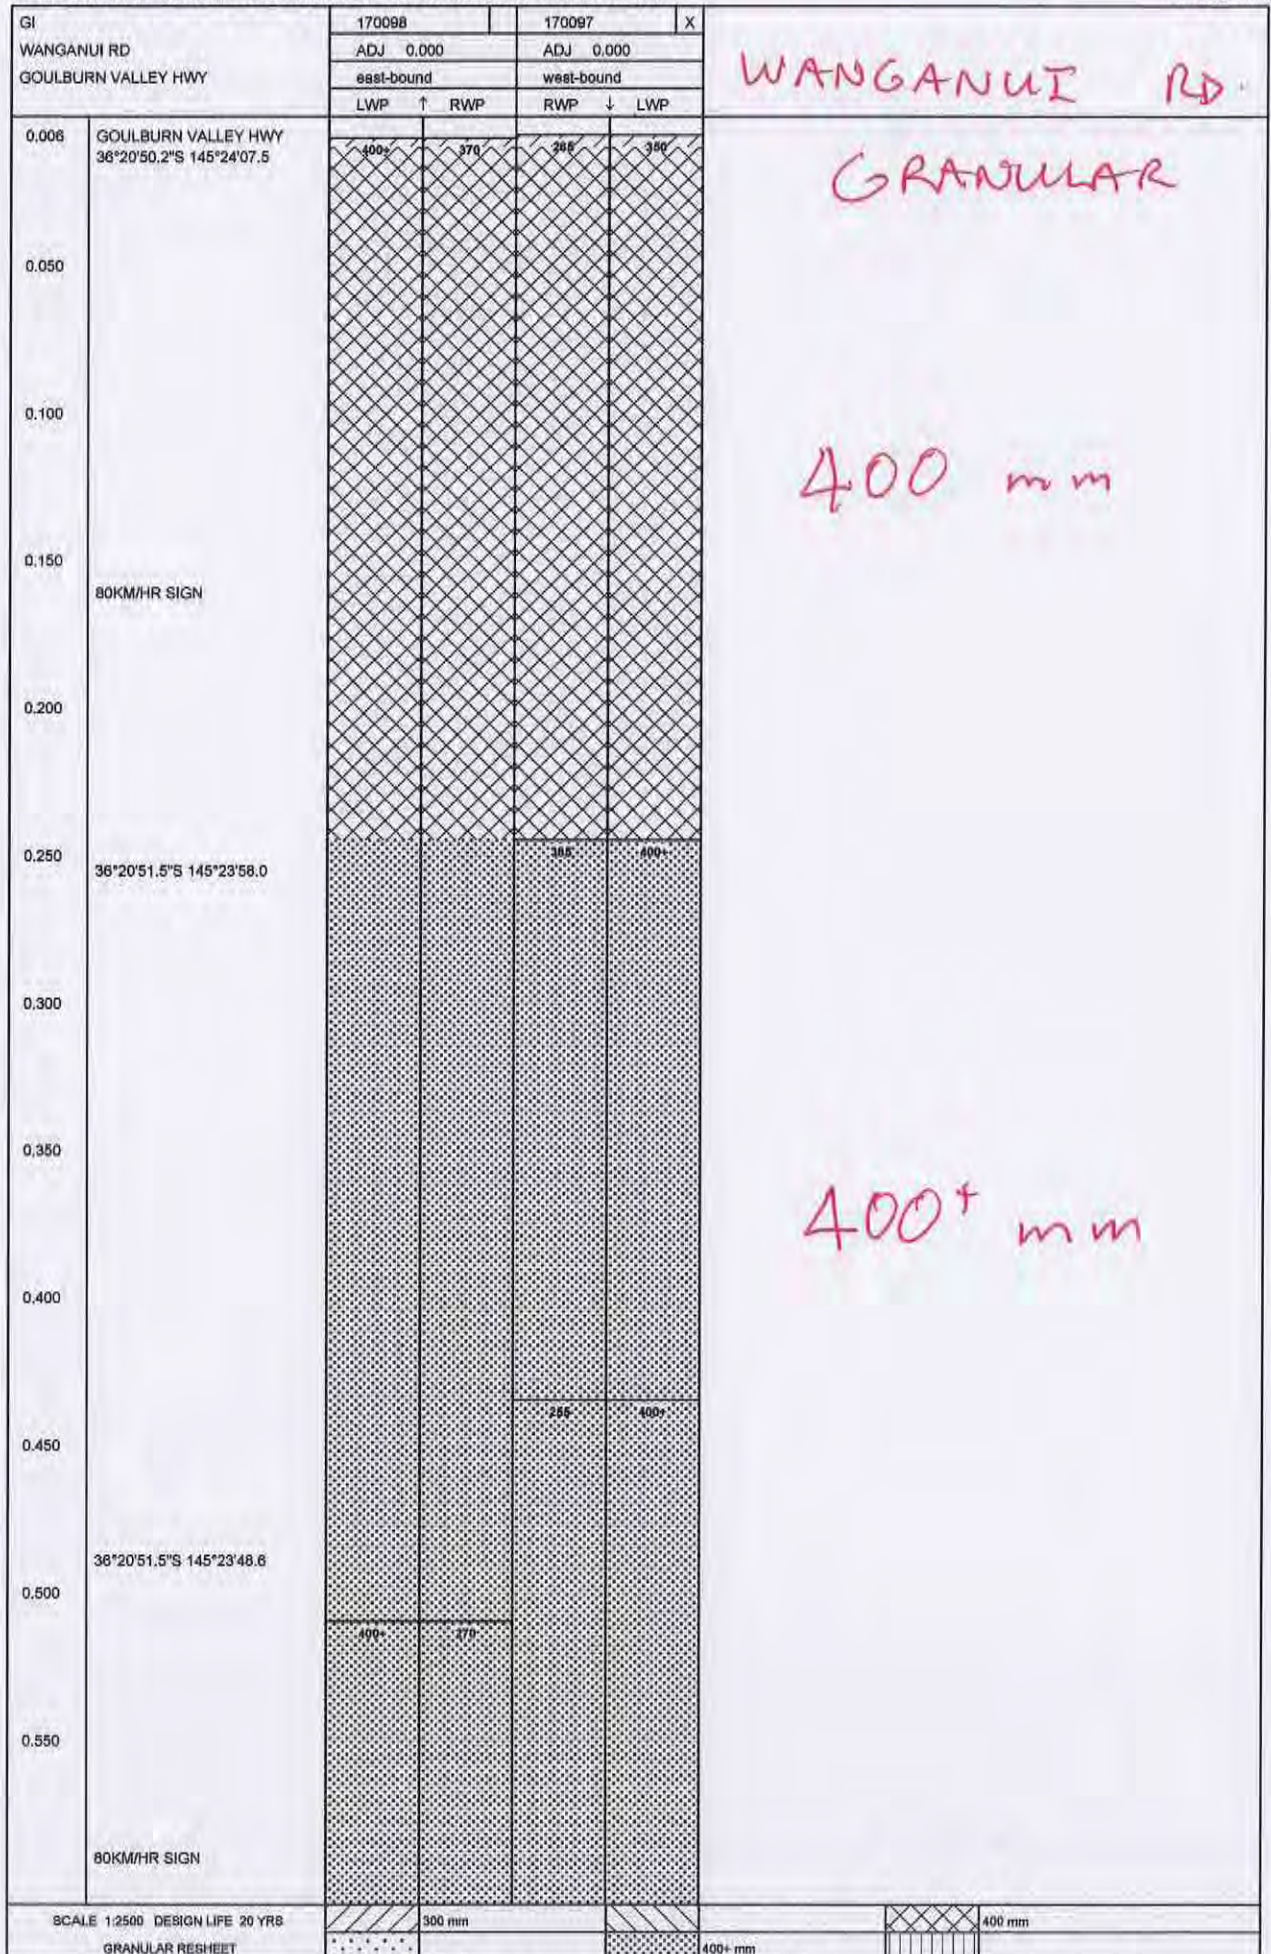 GI 170098 170097 X
WANGANUI RD ADJ 0.000 ADJ 0.000
GOULBURN VALLEY HWY east-bound west-bound
LWP ↑ RWP RWP ↓ LWP
WANGANUI RD.
0.006 GOULBURN VALLEY HWY
36°20'50.2"S 145°24'07.5
400+ 370 265 350
GRANULAR
0.050
0.100
400 mm
0.150
80KM/HR SIGN
0.200
0.250 385 400+
36°20'51.5"S 145°23'58.0
0.300
0.350
400+ mm
0.400
255 400+
0.450
36°20'51.5"S 145°23'48.6
0.500
400+ 270
0.550
80KM/HR SIGN
SCALE 1:2500 DESIGN LIFE 20 YRS 300 mm 400 mm
GRANULAR RESHEET 400+ mm